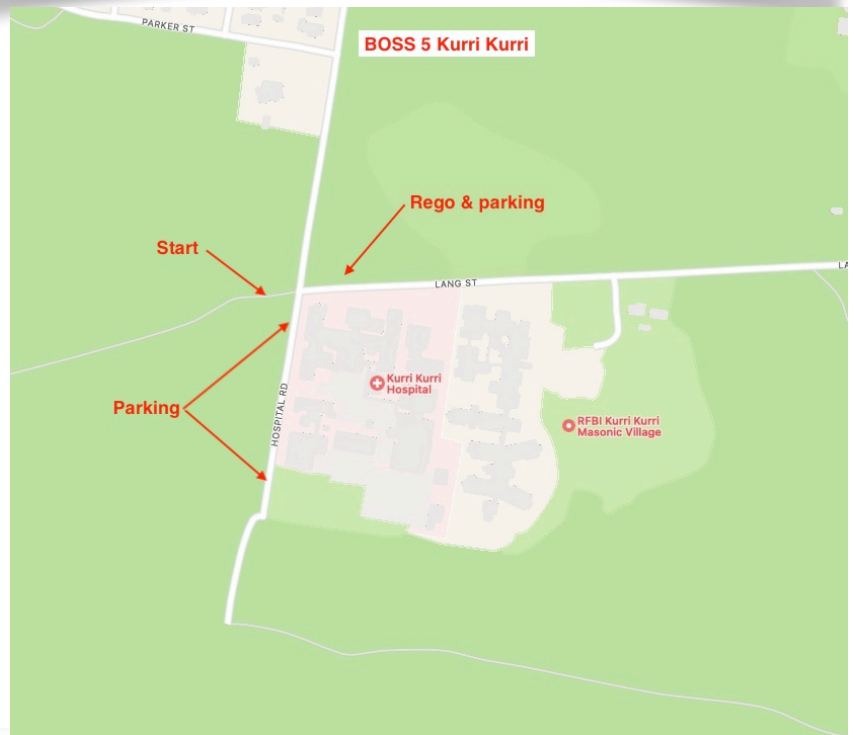 PARKER ST
BOSS 5 Kurri Kurri
Rego & parking
Start
LANG ST
LA
Kurri Kurri
Hospital
HOSPITAL RD
Parking
RFBI Kurri Kurri
Masonic Village